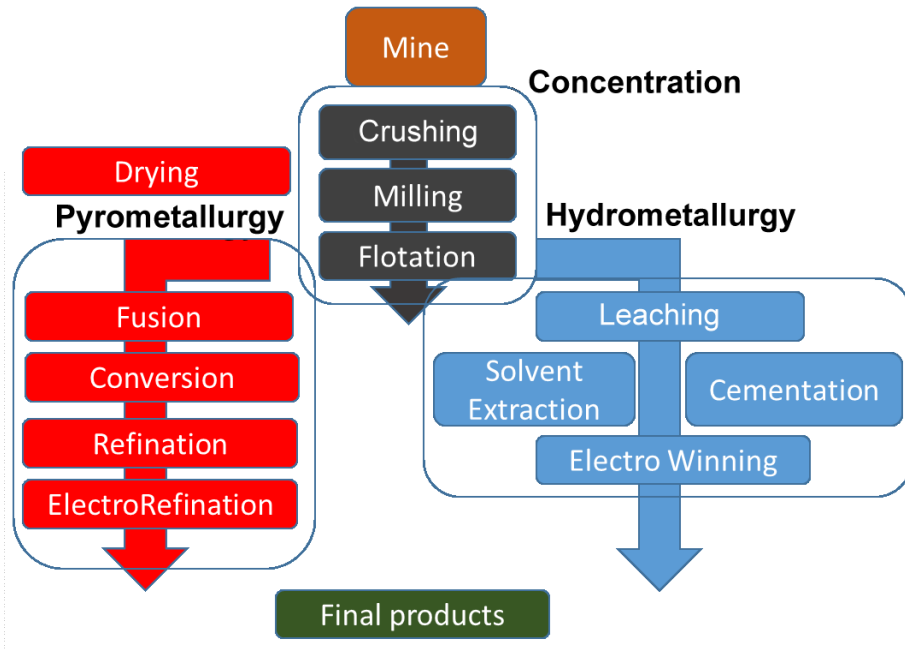 Mine
Concentration
Crushing
Drying
Milling
Pyrometallurgy
Hydrometallurgy
Flotation
Fusion
Leaching
Conversion
Solvent
Extraction
Cementation
Refination
Electro Winning
ElectroRefination
Final products